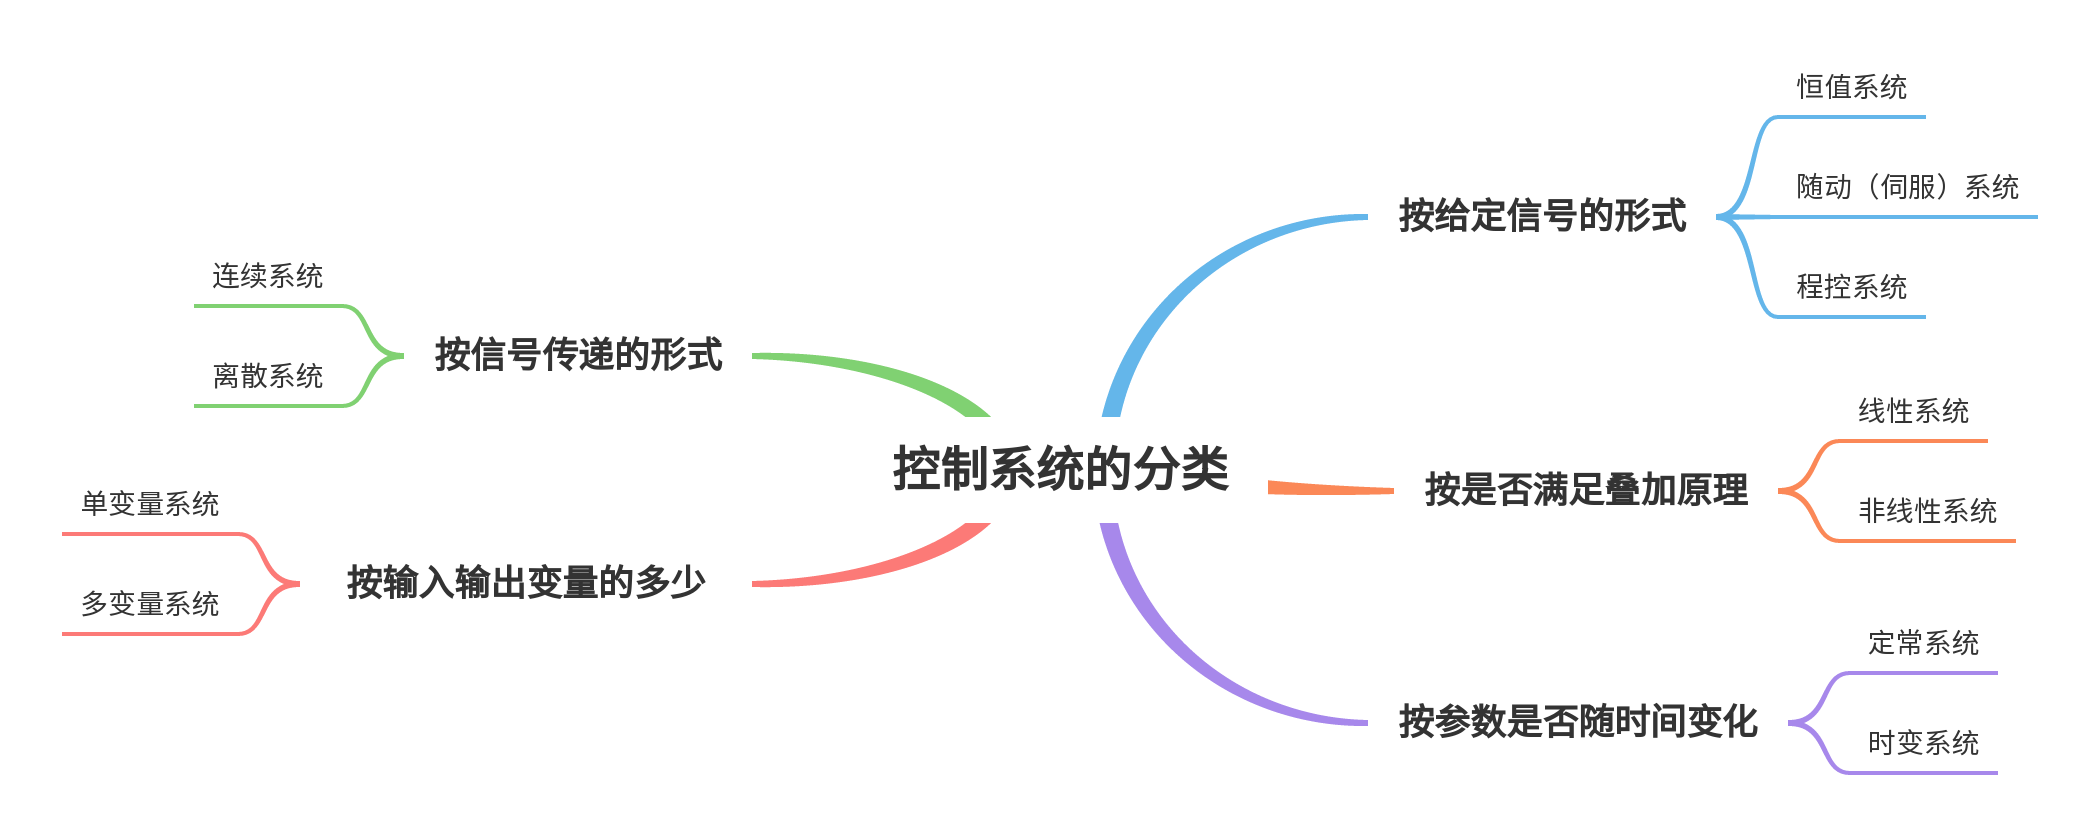 控制系统的分类
按给定信号的形式
恒值系统
随动（伺服）系统
程控系统
按是否满足叠加原理
线性系统
非线性系统
按参数是否随时间变化
定常系统
时变系统
按信号传递的形式
连续系统
离散系统
按输入输出变量的多少
单变量系统
多变量系统